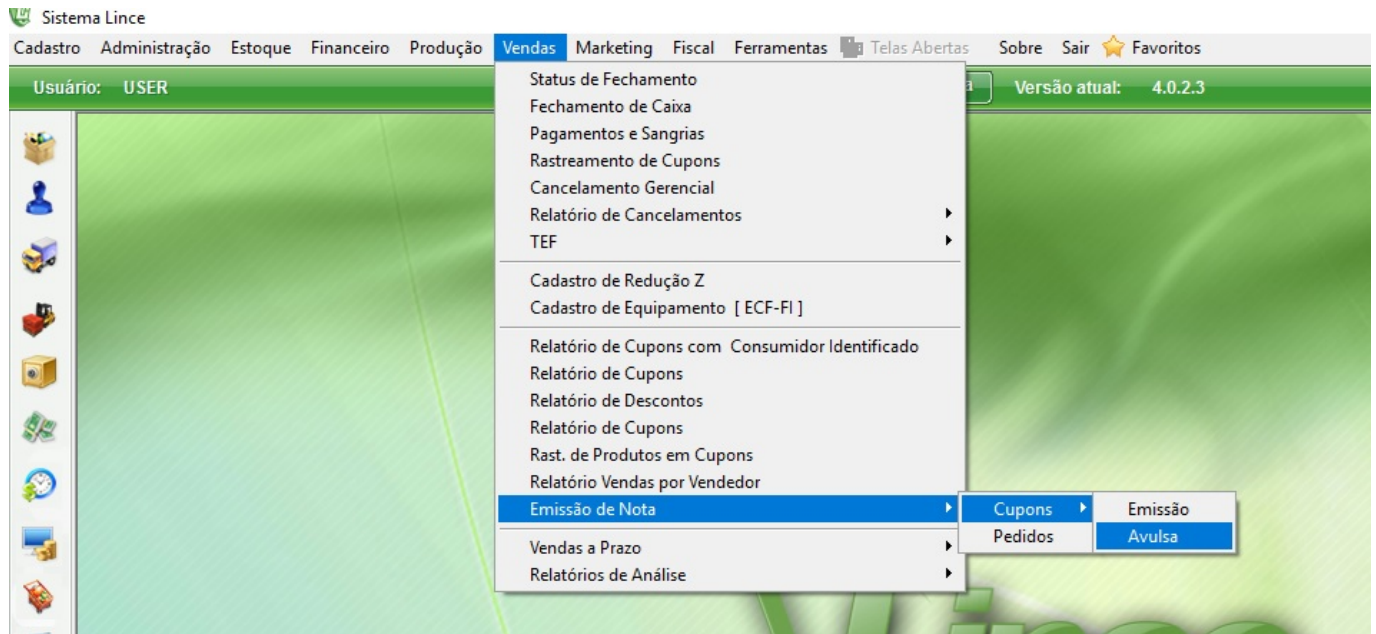 Sistema Lince
Cadastro Administração Estoque Financeiro Produção Vendas Marketing Fiscal Ferramentas Telas Abertas Sobre Sair Favoritos
Usuário: USER Versão atual: 4.0.2.3
Status de Fechamento
Fechamento de Caixa
Pagamentos e Sangrias
Rastreamento de Cupons
Cancelamento Gerencial
Relatório de Cancelamentos
TEF
Cadastro de Redução Z
Cadastro de Equipamento [ ECF-FI ]
Relatório de Cupons com Consumidor Identificado
Relatório de Cupons
Relatório de Descontos
Relatório de Cupons
Rast. de Produtos em Cupons
Relatório Vendas por Vendedor
Emissão de Nota
Cupons
Emissão
Pedidos
Avulsa
Vendas a Prazo
Relatórios de Análise